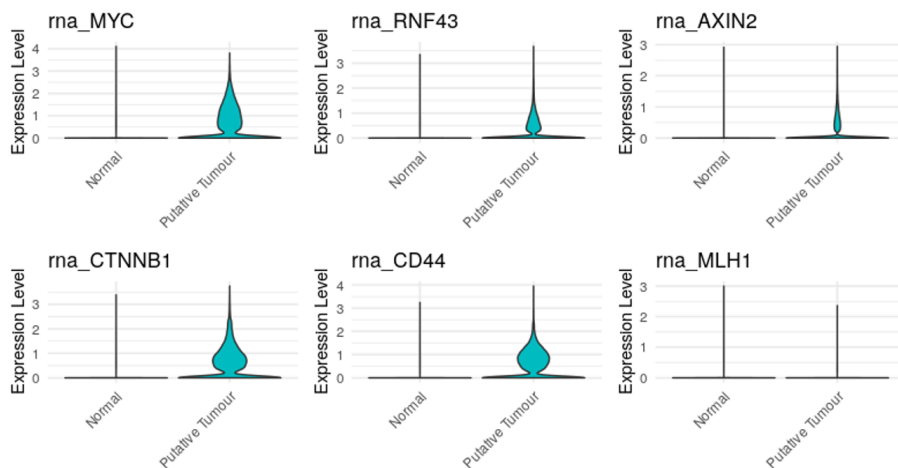 rna_MYC
Expression Level
4
3
2
1
0
Normal
Putative Tumour
rna_RNF43
Expression Level
3
2
1
0
Normal
Putative Tumour
rna_AXIN2
Expression Level
3
2
1
0
Normal
Putative Tumour
rna_CTNNB1
Expression Level
3
2
1
0
Normal
Putative Tumour
rna_CD44
Expression Level
4
3
2
1
0
Normal
Putative Tumour
rna_MLH1
Expression Level
3
2
1
0
Normal
Putative Tumour